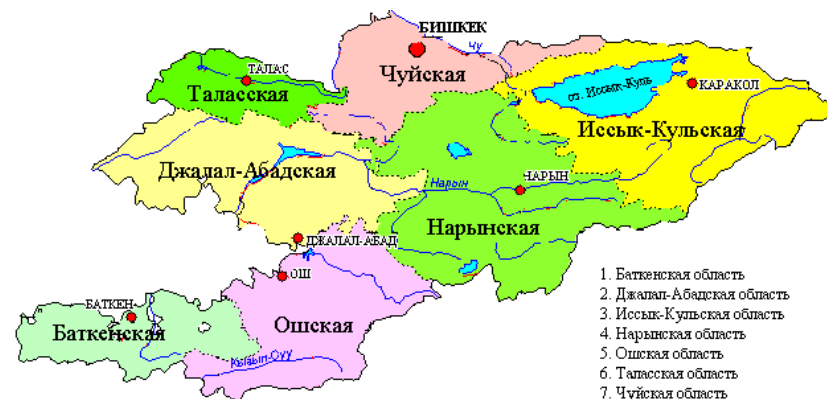 БИШКЕК
Чу
Чуйская
ТАЛАС
Таласская
оз. Иссык-Куль
КАРАКОЛ
Иссык-Кульская
Джалал-Абадская
Нарын
НАРЫН
Нарынская
ДЖАЛАЛ-АБАД
ОШ
БАТКЕН
Баткенская
Ошская
Кызыл-Суу
1. Баткенская область
2. Джалал-Абадская область
3. Иссык-Кульская область
4. Нарынская область
5. Ошская область
6. Таласская область
7. Чуйская область